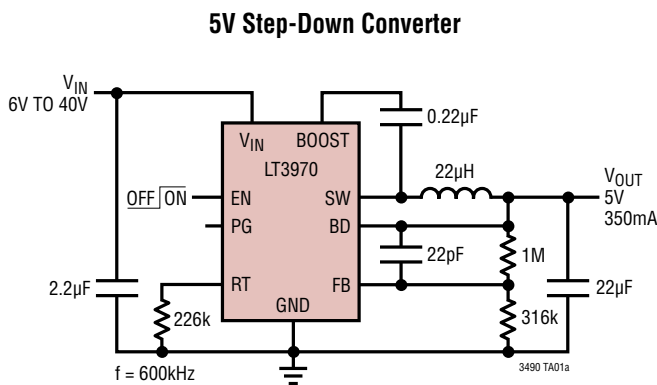 5V Step-Down Converter
VIN
6V TO 40V
VIN
BOOST
0.22µF
LT3970
22µH
VOUT
5V
350mA
OFF ON
EN
SW
PG
BD
22pF
1M
2.2µF
RT
FB
22µF
226k
GND
316k
f = 600kHz
3490 TA01a